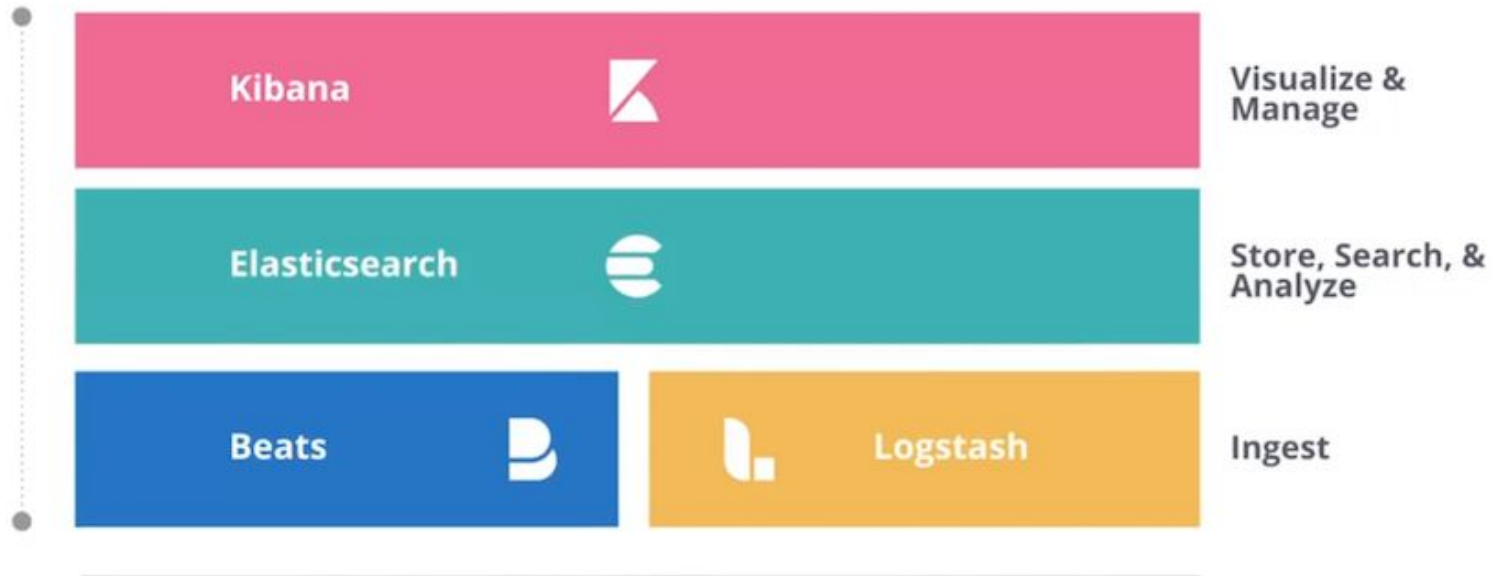 Kibana
Visualize &
Manage
Elasticsearch
Store, Search, &
Analyze
Beats
Logstash
Ingest